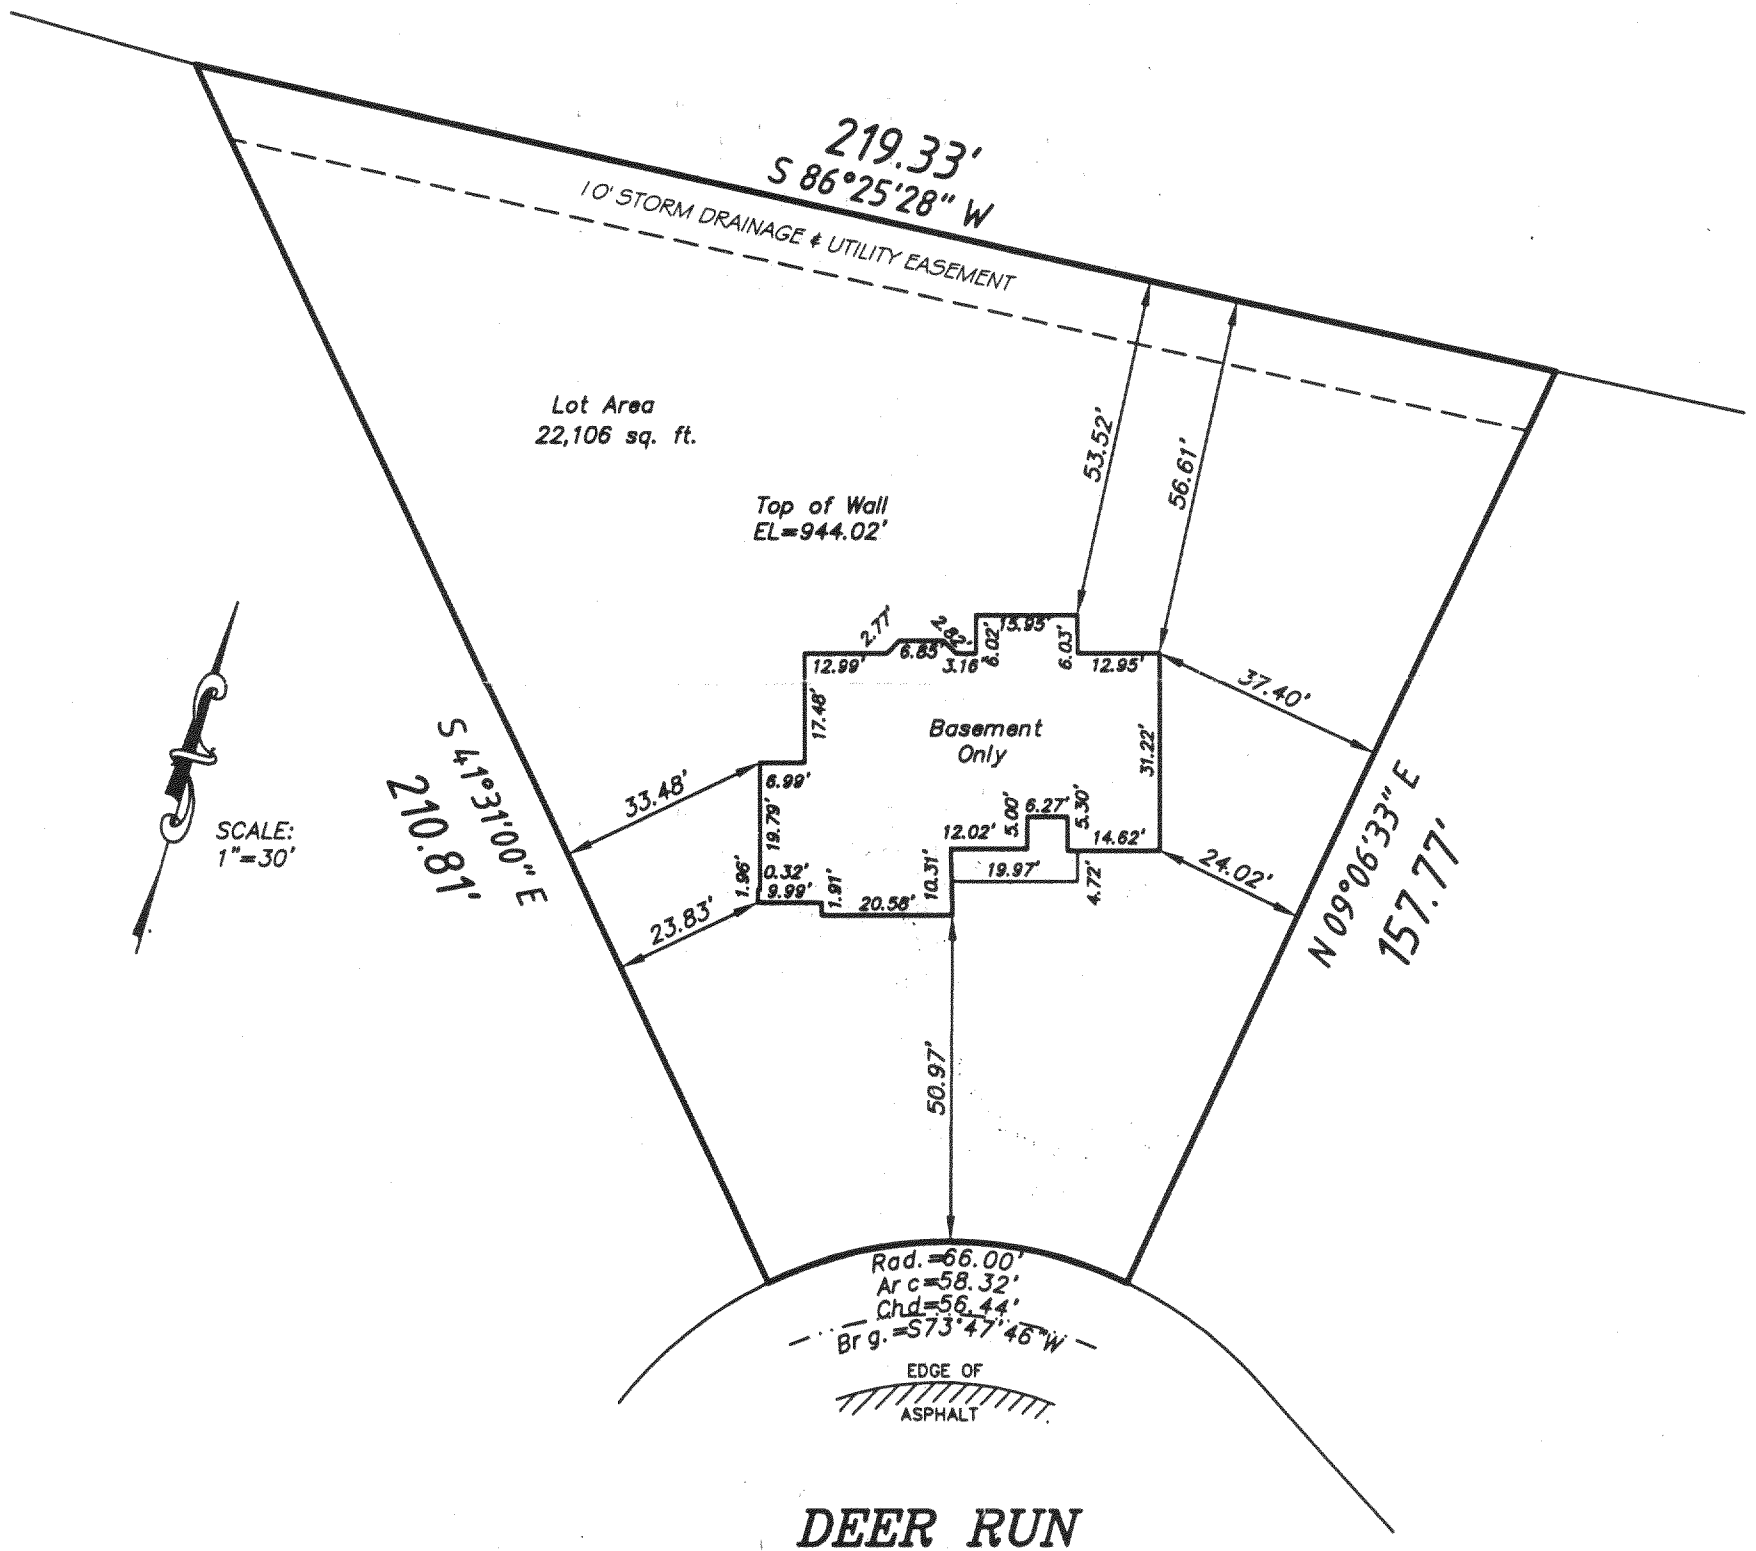 219.33'
S 86°25'28" W
10' STORM DRAINAGE & UTILITY EASEMENT
Lot Area
22,106 sq. ft.
53.52'
56.61'
Top of Wall
EL=944.02'
2.77'
2.82'
15.95'
6.85'
6.02'
6.03'
12.99'
3.16'
12.95'
37.40'
17.48'
Basement
Only
31.22'
S 41°31'00" E
210.81'
N 09°06'33" E
157.77'
33.48'
6.99'
19.79'
6.27'
5.00'
5.30'
12.02'
14.62'
SCALE:
1"=30'
1.96'
0.32'
9.99'
1.91'
10.31'
19.97'
4.72'
24.02'
20.58'
23.83'
50.97'
Rad.=66.00'
Arc=58.32'
Chd=56.44'
Brg.=S73°47'46"W
EDGE OF
ASPHALT
DEER RUN